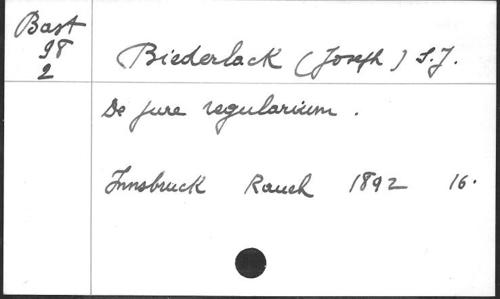 Bast
98
2
Biederlack (Joseph) S.J.
De jure regularium.
Innsbruck Rauch 1892 16.